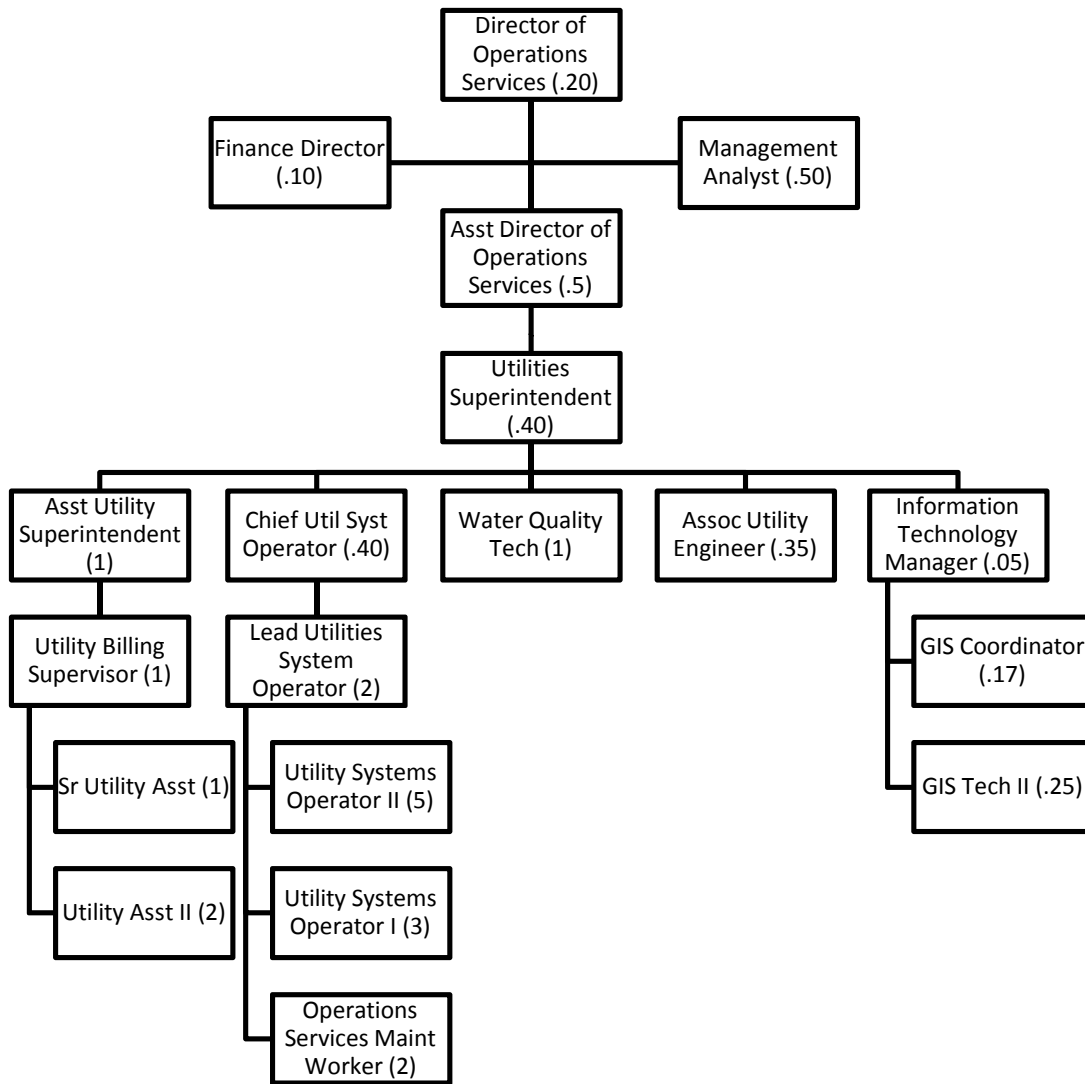 Director of
Operations
Services (.20)
Finance Director
(.10)
Management
Analyst (.50)
Asst Director of
Operations
Services (.5)
Utilities
Superintendent
(.40)
Asst Utility
Superintendent
(1)
Chief Util Syst
Operator (.40)
Water Quality
Tech (1)
Assoc Utility
Engineer (.35)
Information
Technology
Manager (.05)
Utility Billing
Supervisor (1)
Lead Utilities
System
Operator (2)
GIS Coordinator
(.17)
Sr Utility Asst (1)
Utility Systems
Operator II (5)
GIS Tech II (.25)
Utility Asst II (2)
Utility Systems
Operator I (3)
Operations
Services Maint
Worker (2)